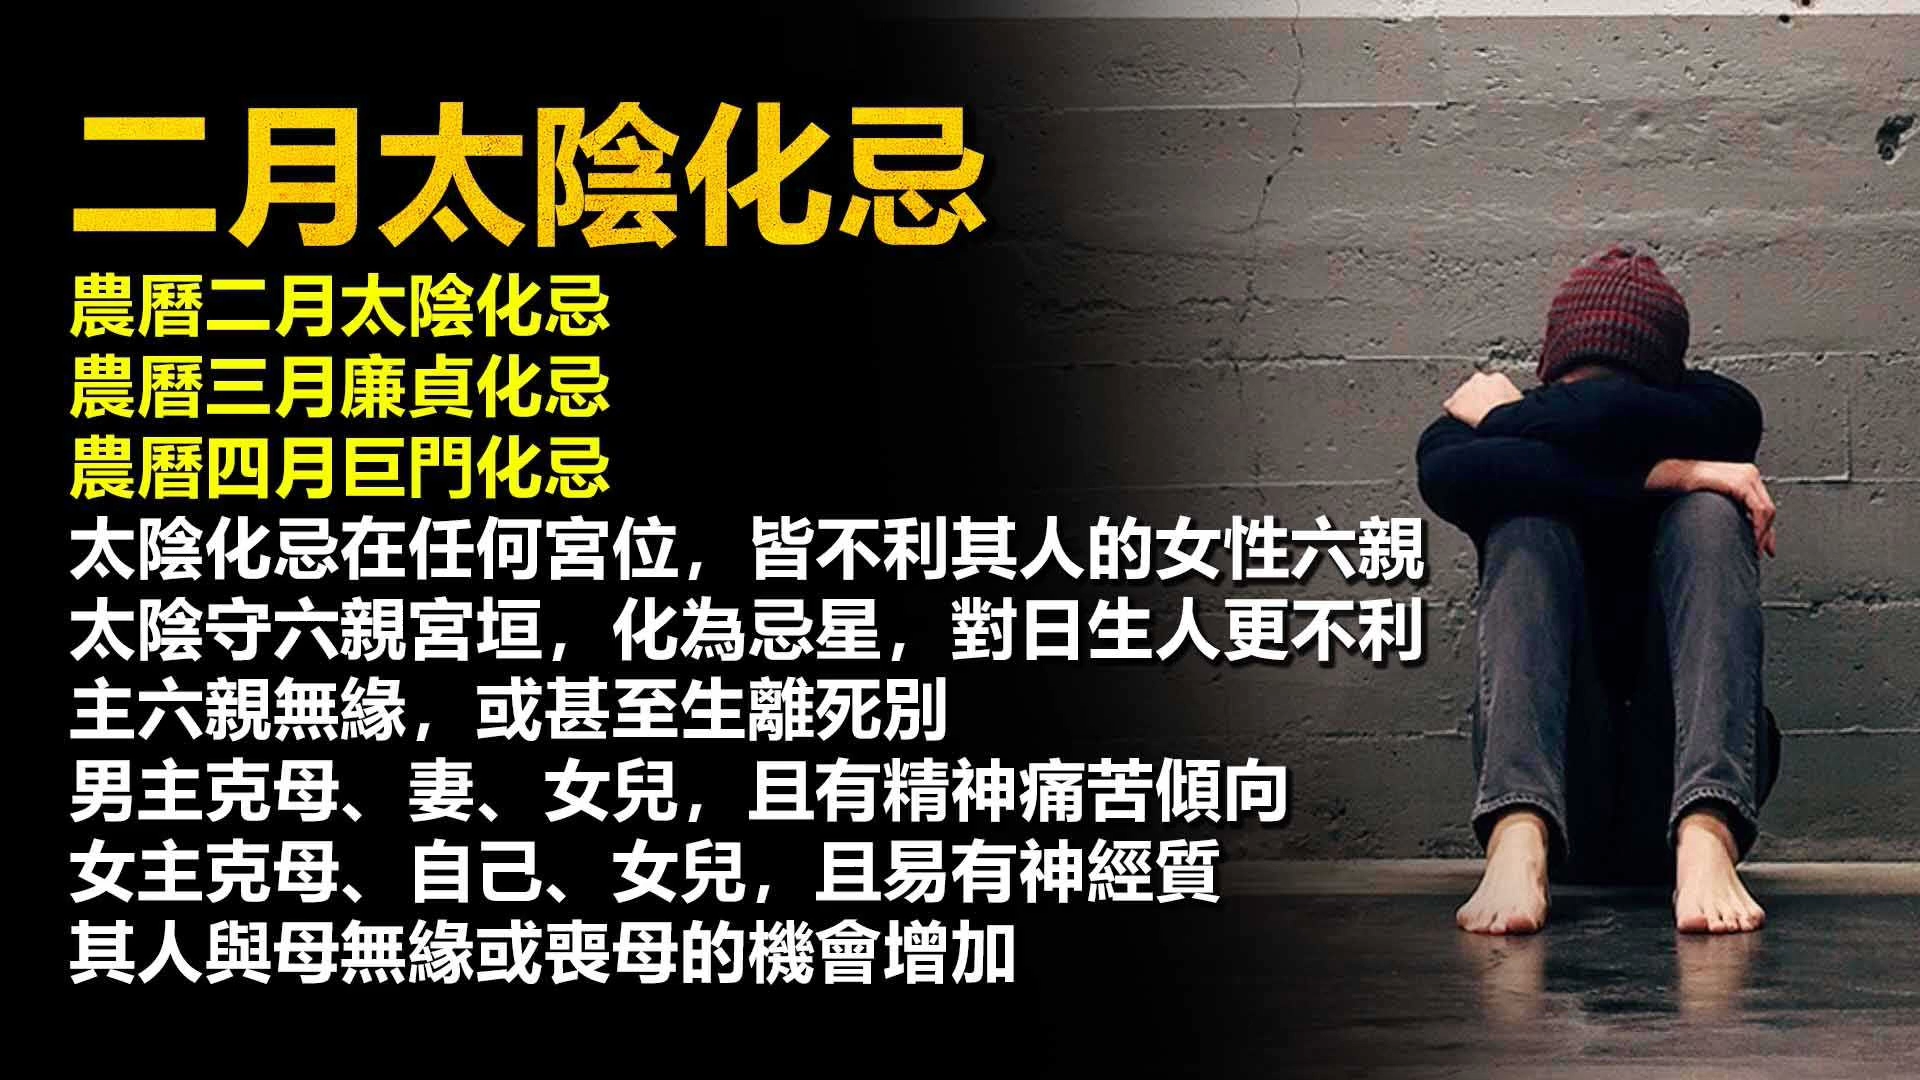 二月太陰化忌
農曆二月太陰化忌
農曆三月廉貞化忌
農曆四月巨門化忌
太陰化忌在任何宮位，皆不利其人的女性六親
太陰守六親宮垣，化為忌星，對日生人更不利
主六親無緣，或甚至生離死別
男主克母、妻、女兒，且有精神痛苦傾向
女主克母、自己、女兒，且易有神經質
其人與母無緣或喪母的機會增加